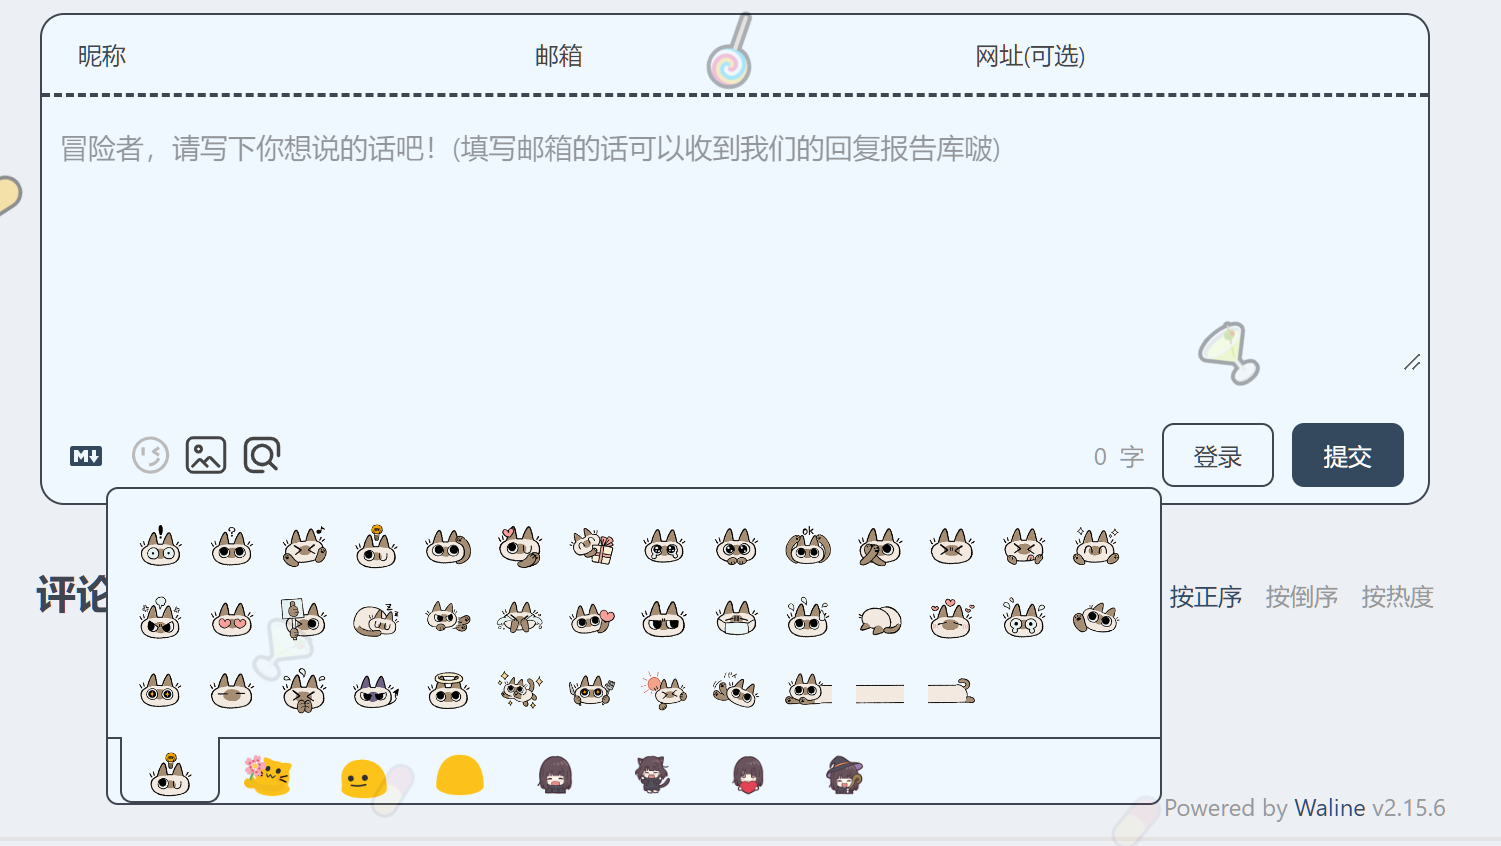 昵称 邮箱 网址(可选)
冒险者，请写下你想说的话吧！(填写邮箱的话可以收到我们的回复报告库啵)
M↓ 0 字 登录 提交
ok
评论 按正序 按倒序 按热度
Powered by Waline v2.15.6